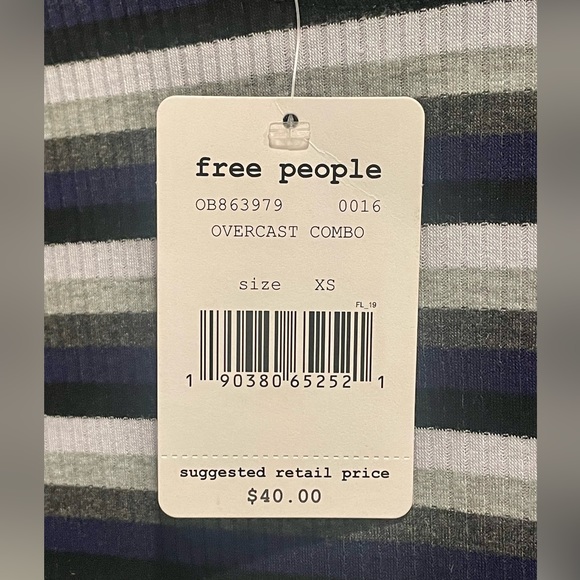 free people
OB863979 0016
OVERCAST COMBO
size XS
FL_19
1 90380 65252 1
suggested retail price
$40.00